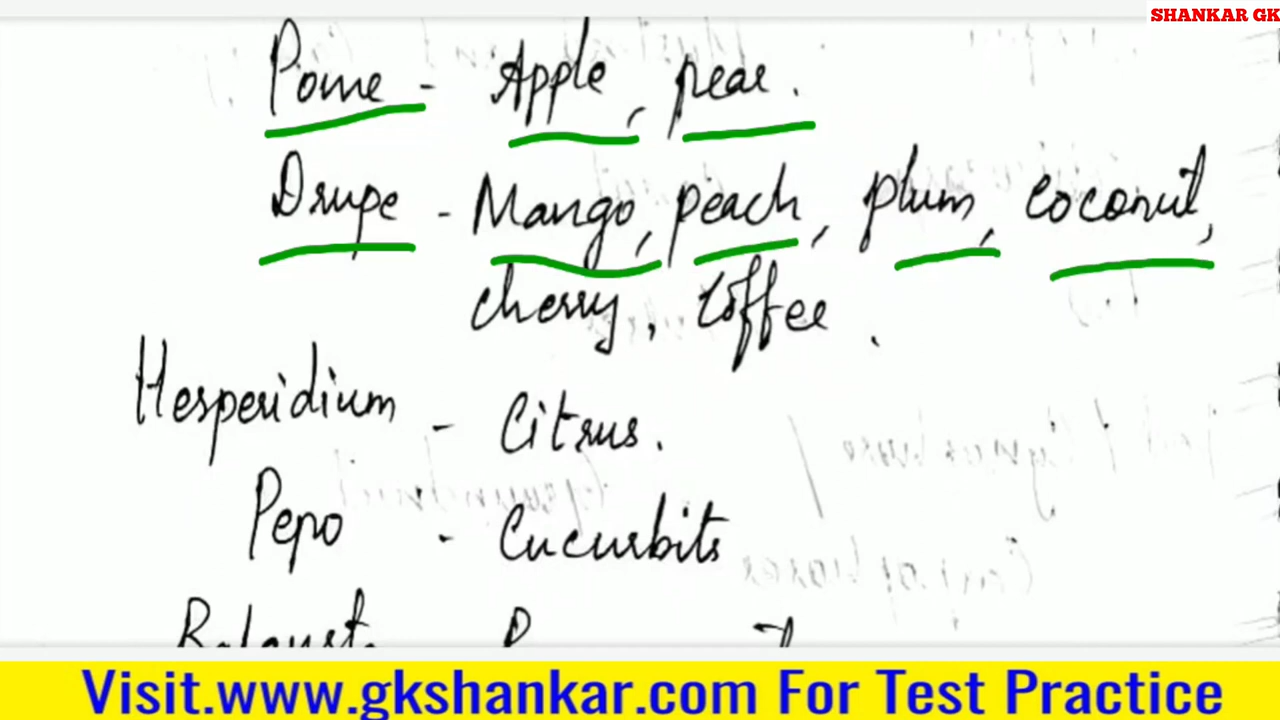 SHANKAR GK
Pome - Apple, pear.
Drupe - Mango, peach, plum, coconut,
cherry, coffee.
Hesperidium - Citrus.
Pepo - Cucurbits
Visit.www.gkshankar.com For Test Practice